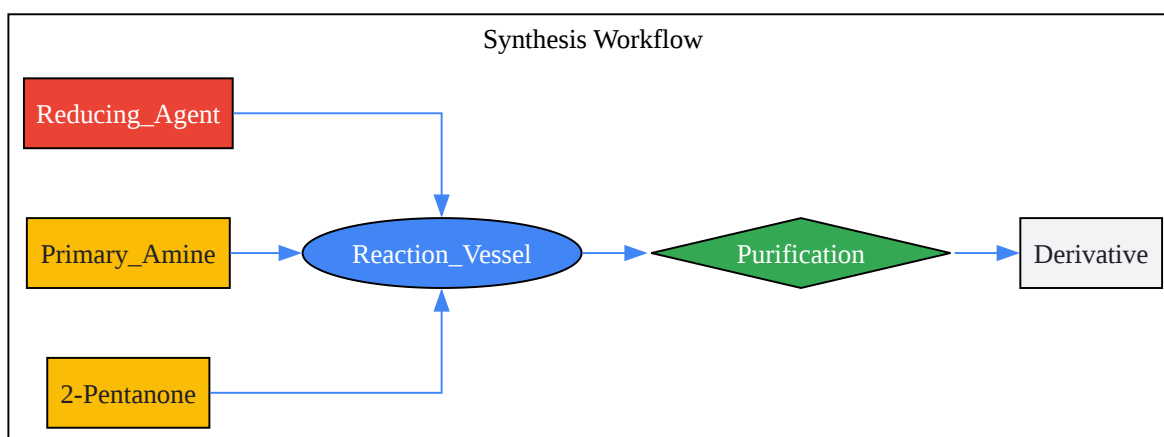 Synthesis Workflow
Reducing_Agent
Primary_Amine
Reaction_Vessel
Purification
Derivative
2-Pentanone